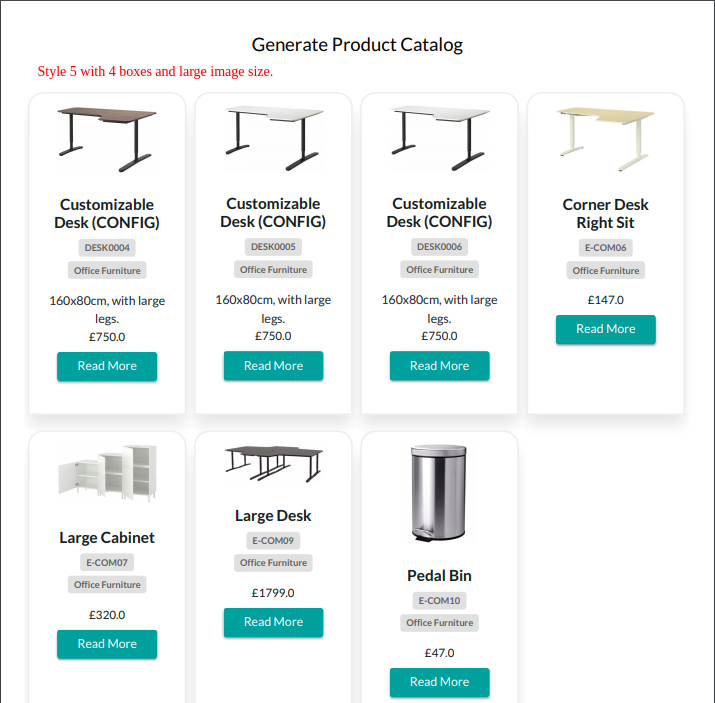 Generate Product Catalog
Style 5 with 4 boxes and large image size.
Customizable
Desk (CONFIG)
DESK0004
Office Furniture
160x80cm, with large
legs.
£750.0
Read More
Customizable
Desk (CONFIG)
DESK0005
Office Furniture
160x80cm, with large
legs.
£750.0
Read More
Customizable
Desk (CONFIG)
DESK0006
Office Furniture
160x80cm, with large
legs.
£750.0
Read More
Corner Desk
Right Sit
E-COM06
Office Furniture
£147.0
Read More
Large Cabinet
E-COM07
Office Furniture
£320.0
Read More
Large Desk
E-COM09
Office Furniture
£1799.0
Read More
Pedal Bin
E-COM10
Office Furniture
£47.0
Read More